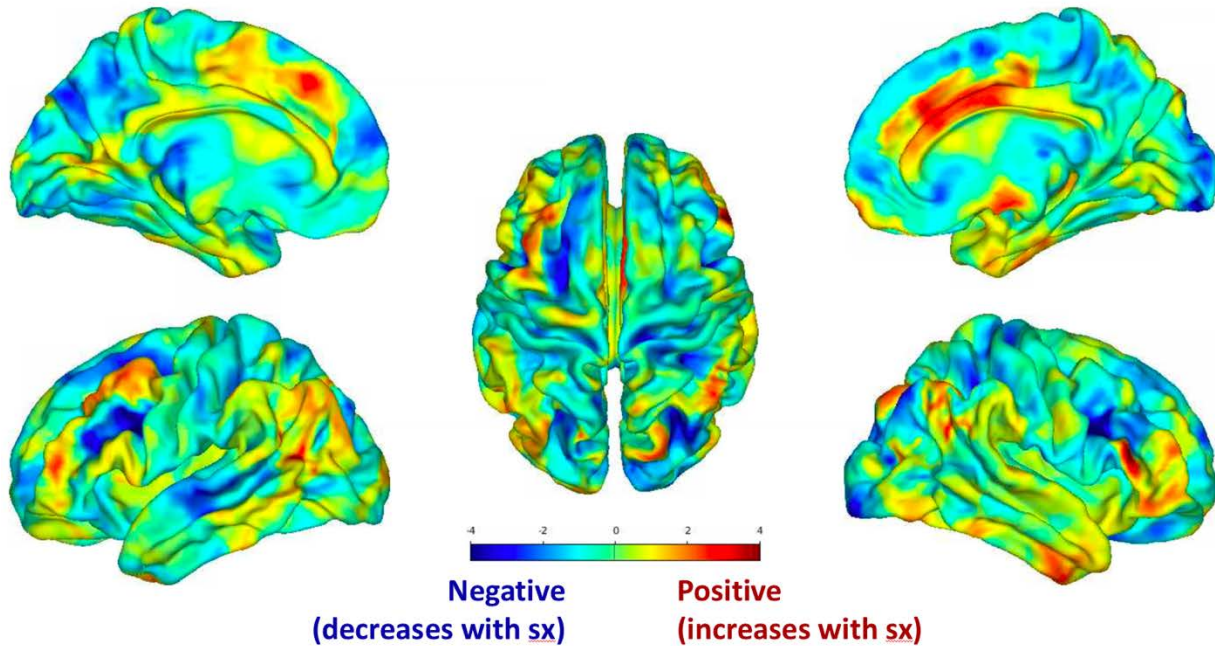 -4 -2 0 2 4
Negative Positive
(decreases with sx) (increases with sx)